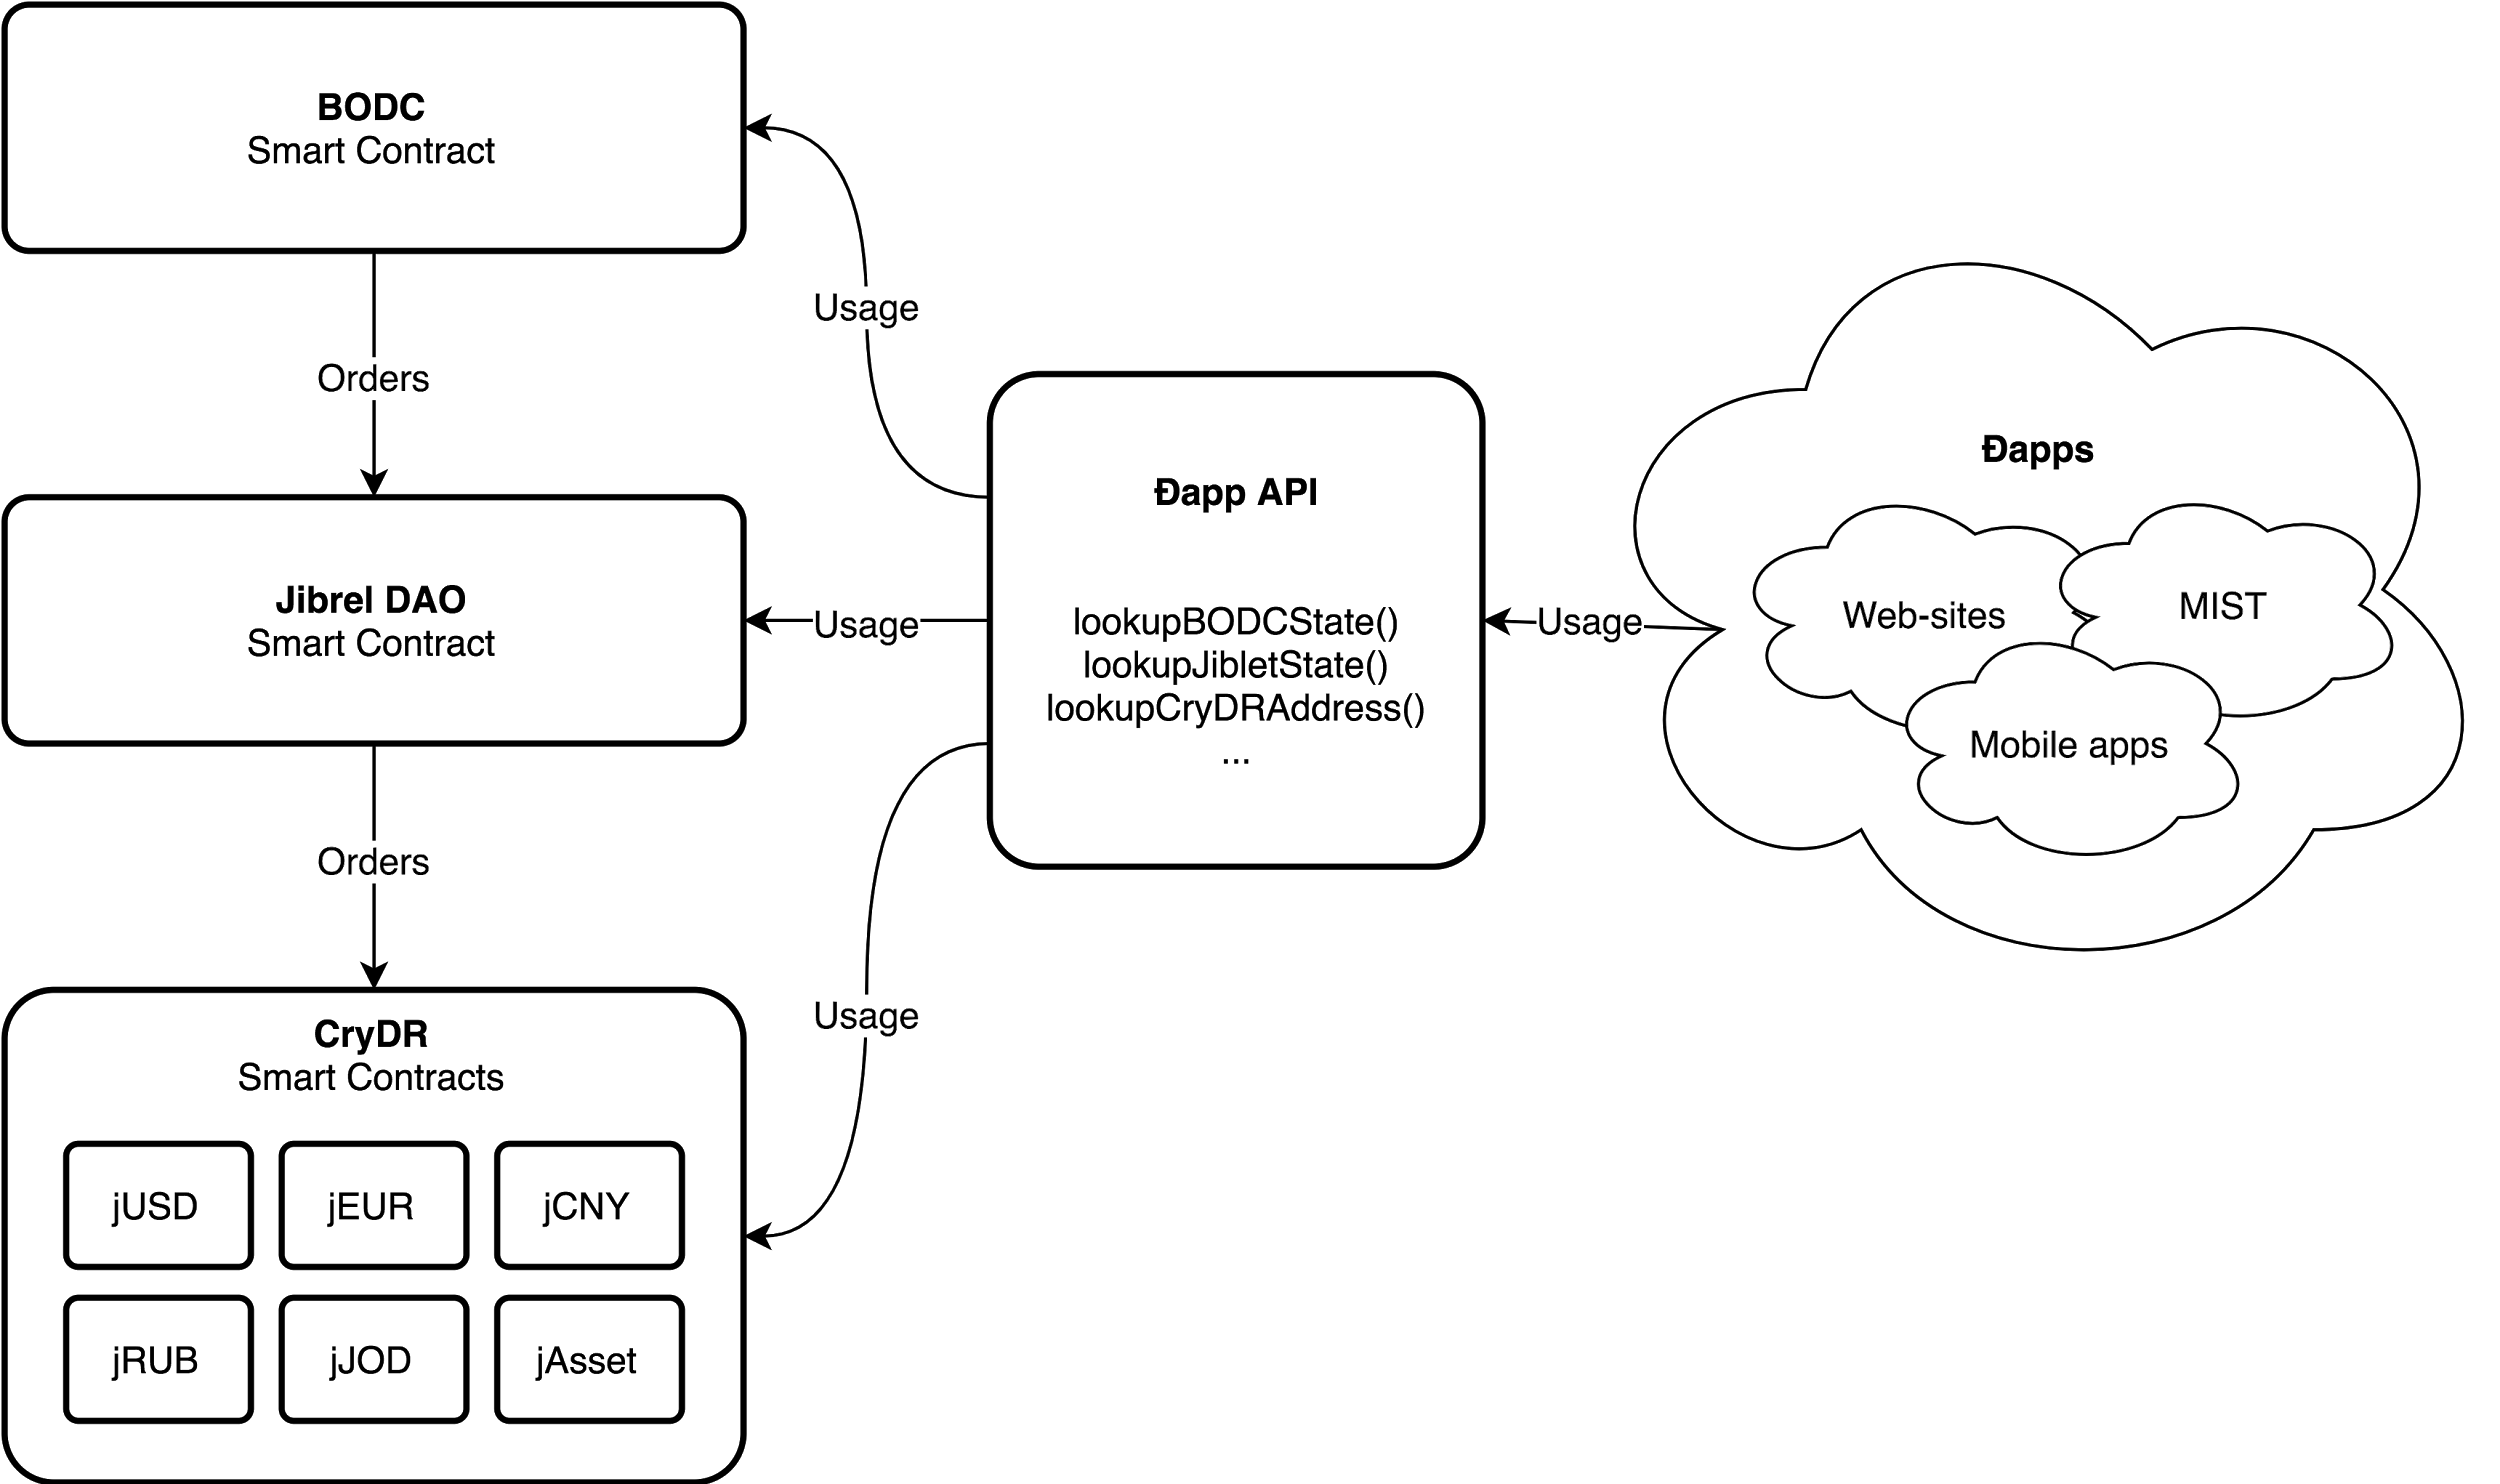 BODC
Smart Contract
Orders
Usage
Jibrel DAO
Smart Contract
Usage
Orders
Usage
CryDR
Smart Contracts
jUSD
jEUR
jCNY
jRUB
jJOD
jAsset
Đapp API
lookupBODCState()
lookupJibletState()
lookupCryDRAddress()
...
Usage
Đapps
Web-sites
MIST
Mobile apps